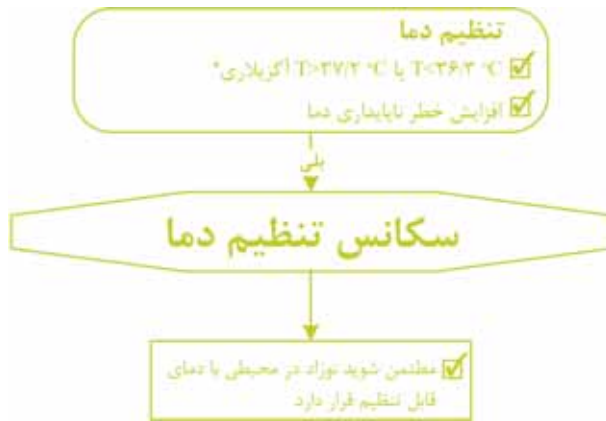 تنظیم دما
T<۳۶/۳ °C یا T>۳۷/۲ °C آگزیلاری*
افزایش خطر ناپایداری دما
بلی
سکانس تنظیم دما
مطمئن شوید نوزاد در محیطی با دمای
قابل تنظیم قرار دارد.